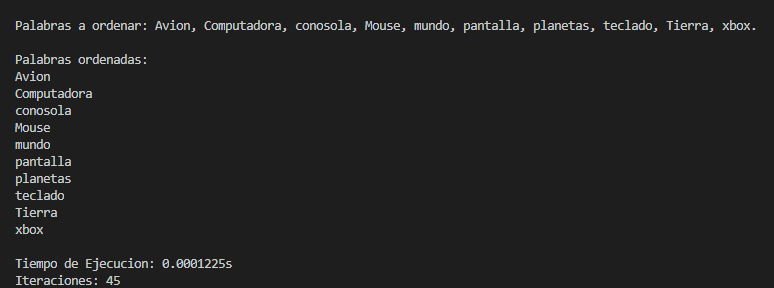 Palabras a ordenar: Avion, Computadora, conosola, Mouse, mundo, pantalla, planetas, teclado, Tierra, xbox.
Palabras ordenadas:
Avion
Computadora
conosola
Mouse
mundo
pantalla
planetas
teclado
Tierra
xbox
Tiempo de Ejecucion: 0.0001225s
Iteraciones: 45